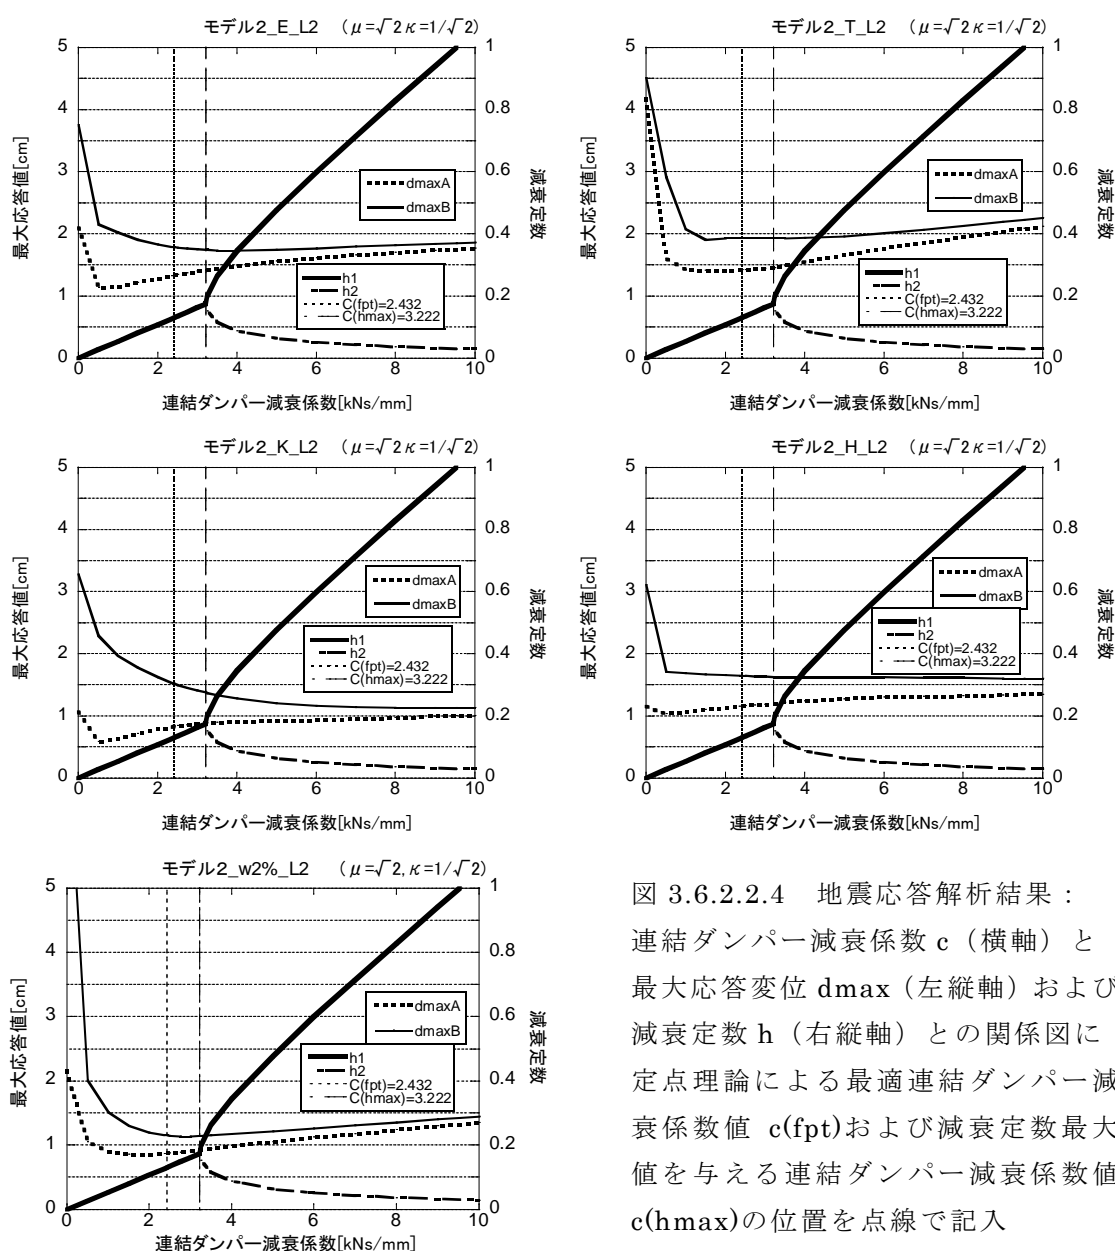 モデル2_E_L2 (μ=√2 κ=1/√2)
5
4
3
2
1
0
1
0.8
0.6
0.4
0.2
0
最大応答値[cm]
減衰定数
dmaxA
dmaxB
h1
h2
C(fpt)=2.432
C(hmax)=3.222
0 2 4 6 8 10
連結ダンパー減衰係数[kNs/mm]
モデル2_T_L2 (μ=√2 κ=1/√2)
5
4
3
2
1
0
1
0.8
0.6
0.4
0.2
0
最大応答値[cm]
減衰定数
dmaxA
dmaxB
h1
h2
C(fpt)=2.432
C(hmax)=3.222
0 2 4 6 8 10
連結ダンパー減衰係数[kNs/mm]
モデル2_K_L2 (μ=√2 κ=1/√2)
5
4
3
2
1
0
1
0.8
0.6
0.4
0.2
0
最大応答値[cm]
減衰定数
dmaxA
dmaxB
h1
h2
C(fpt)=2.432
C(hmax)=3.222
0 2 4 6 8 10
連結ダンパー減衰係数[kNs/mm]
モデル2_H_L2 (μ=√2 κ=1/√2)
5
4
3
2
1
0
1
0.8
0.6
0.4
0.2
0
最大応答値[cm]
減衰定数
dmaxA
dmaxB
h1
h2
C(fpt)=2.432
C(hmax)=3.222
0 2 4 6 8 10
連結ダンパー減衰係数[kNs/mm]
モデル2_w2%_L2 (μ=√2, κ=1/√2)
5
4
3
2
1
0
1
0.8
0.6
0.4
0.2
0
最大応答値[cm]
減衰定数
dmaxA
dmaxB
h1
h2
C(fpt)=2.432
C(hmax)=3.222
0 2 4 6 8 10
連結ダンパー減衰係数[kNs/mm]
図 3.6.2.2.4 地震応答解析結果：
連結ダンパー減衰係数 c（横軸）と
最大応答変位 dmax（左縦軸）および
減衰定数 h（右縦軸）との関係図に
定点理論による最適連結ダンパー減
衰係数値 c(fpt)および減衰定数最大
値を与える連結ダンパー減衰係数値
c(hmax)の位置を点線で記入